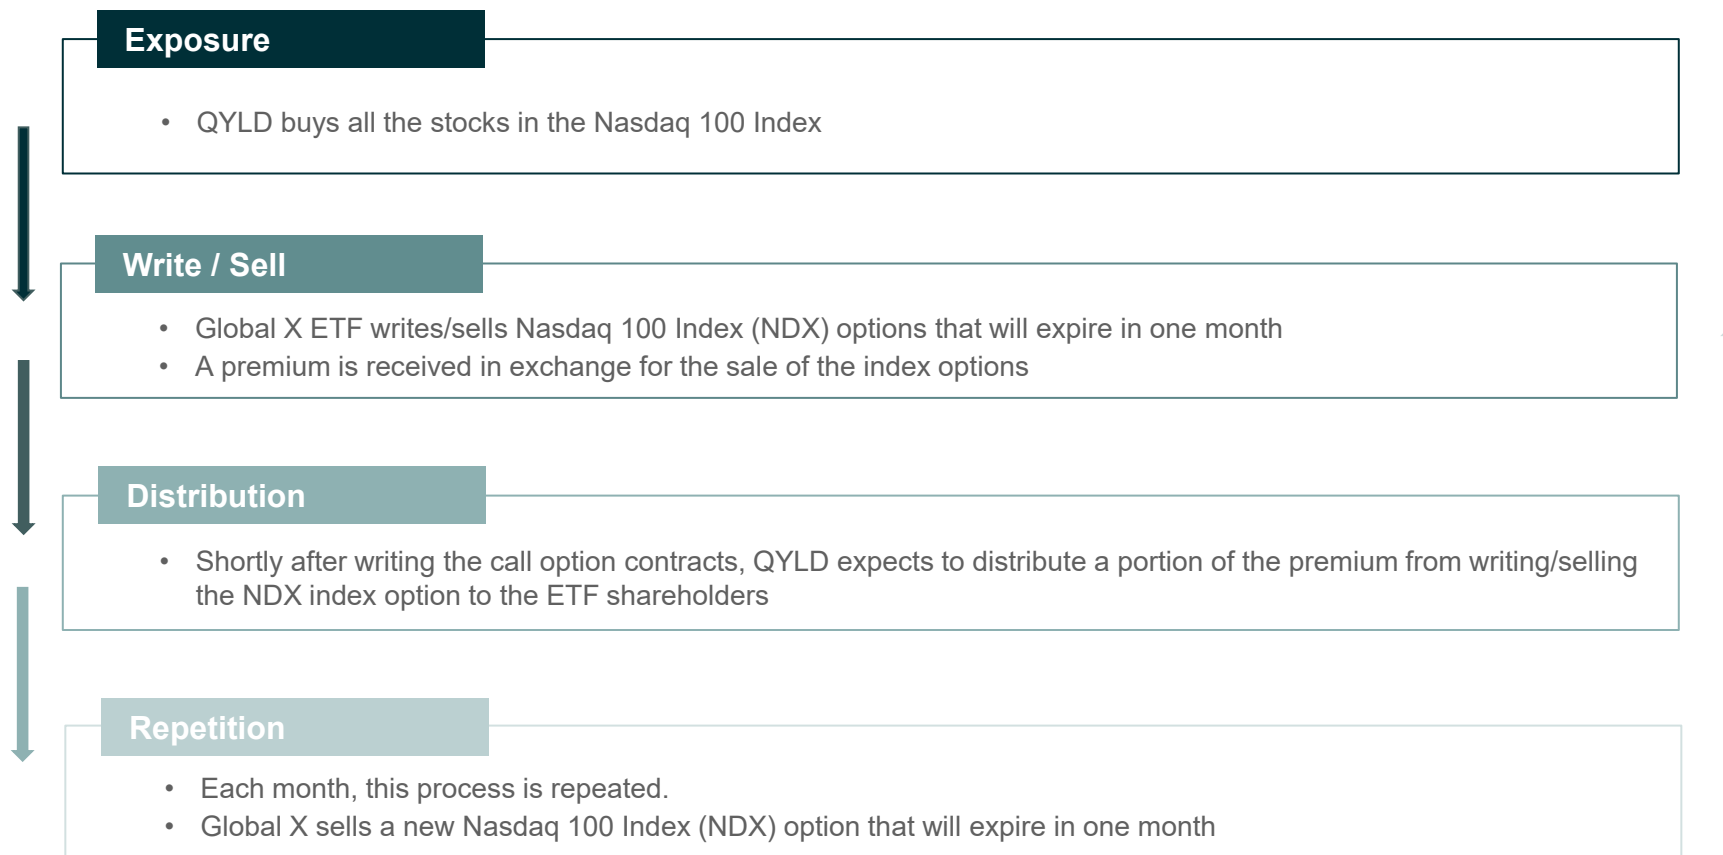 Exposure
• QYLD buys all the stocks in the Nasdaq 100 Index
Write / Sell
• Global X ETF writes/sells Nasdaq 100 Index (NDX) options that will expire in one month
• A premium is received in exchange for the sale of the index options
Distribution
• Shortly after writing the call option contracts, QYLD expects to distribute a portion of the premium from writing/selling
the NDX index option to the ETF shareholders
Repetition
• Each month, this process is repeated.
• Global X sells a new Nasdaq 100 Index (NDX) option that will expire in one month